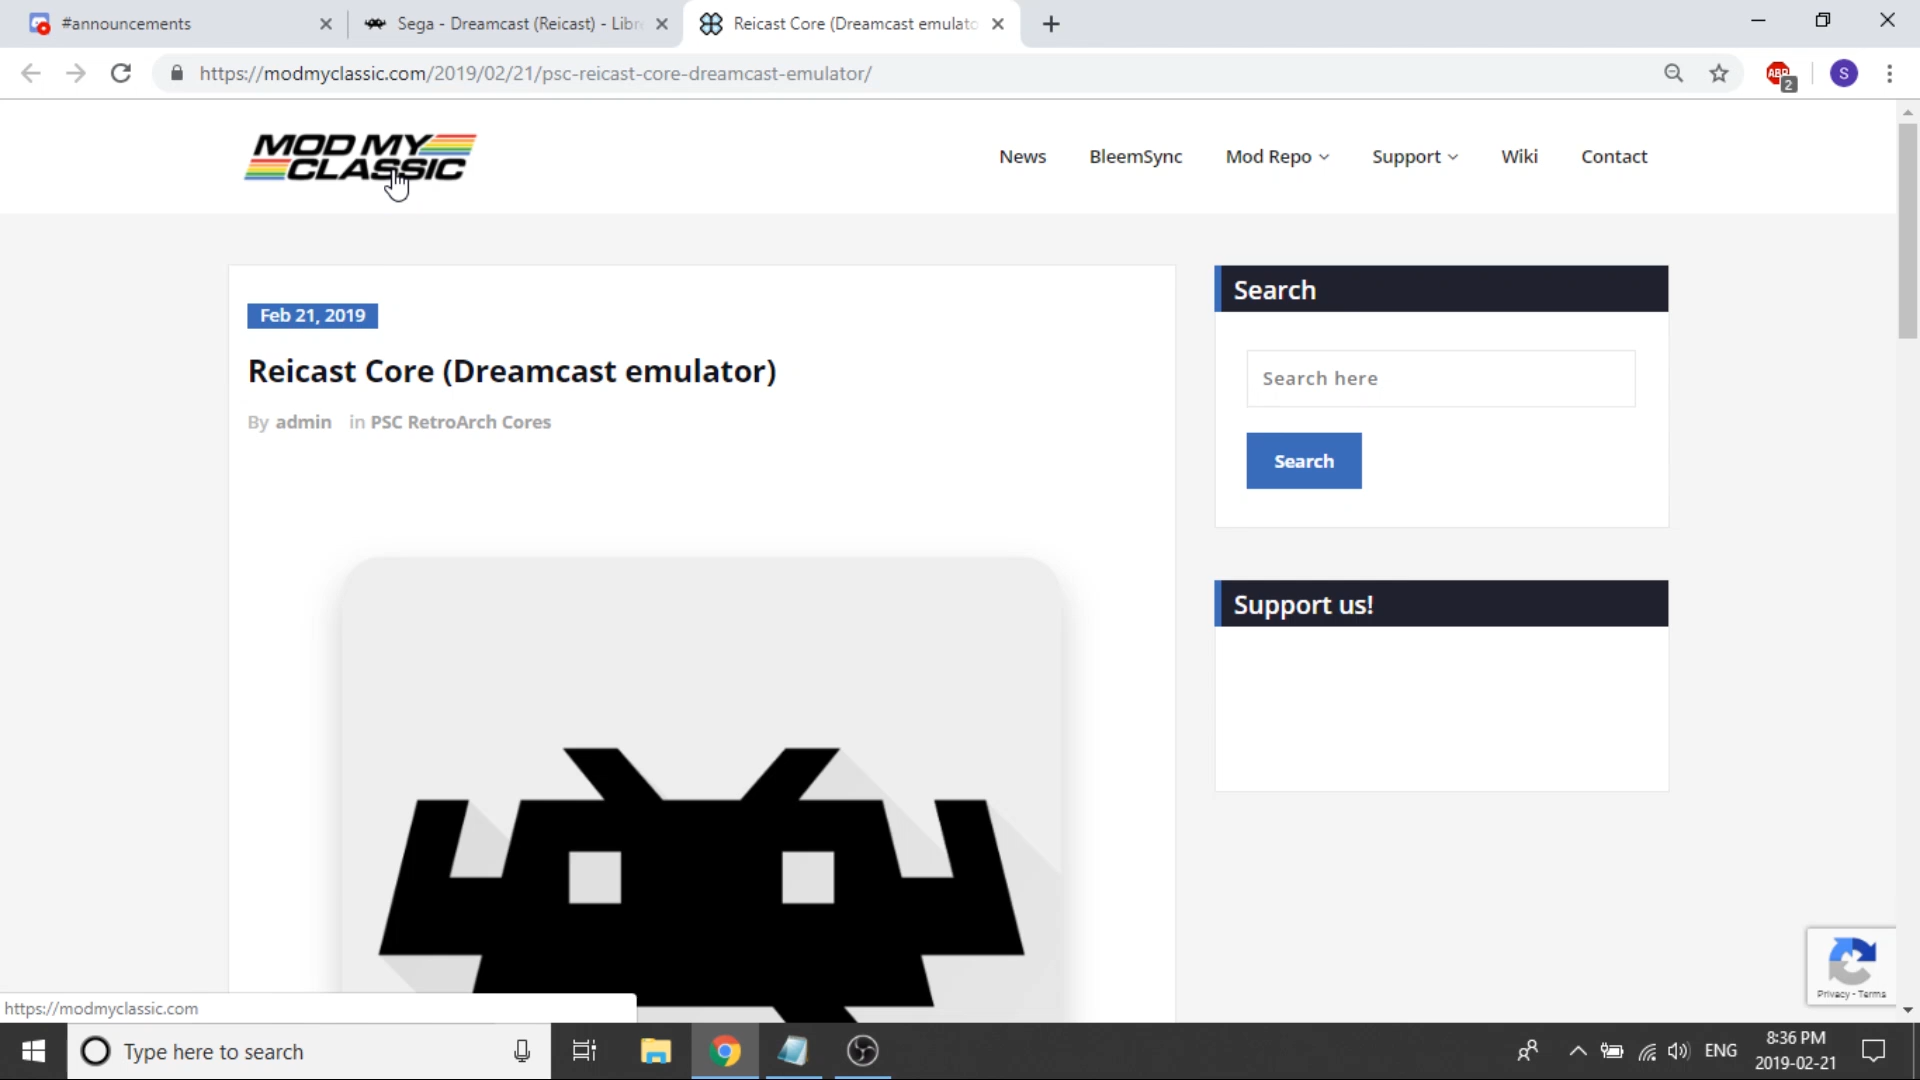 #announcements
Sega - Dreamcast (Reicast) - Libr
Reicast Core (Dreamcast emulato
https://modmyclassic.com/2019/02/21/psc-reicast-core-dreamcast-emulator/
ABP
2
S
MOD MY
CLASSIC
News
BleemSync
Mod Repo
Support
Wiki
Contact
Feb 21, 2019
Reicast Core (Dreamcast emulator)
By admin in PSC RetroArch Cores
Search
Search here
Search
Support us!
Privacy - Terms
https://modmyclassic.com
Type here to search
ENG
8:36 PM
2019-02-21